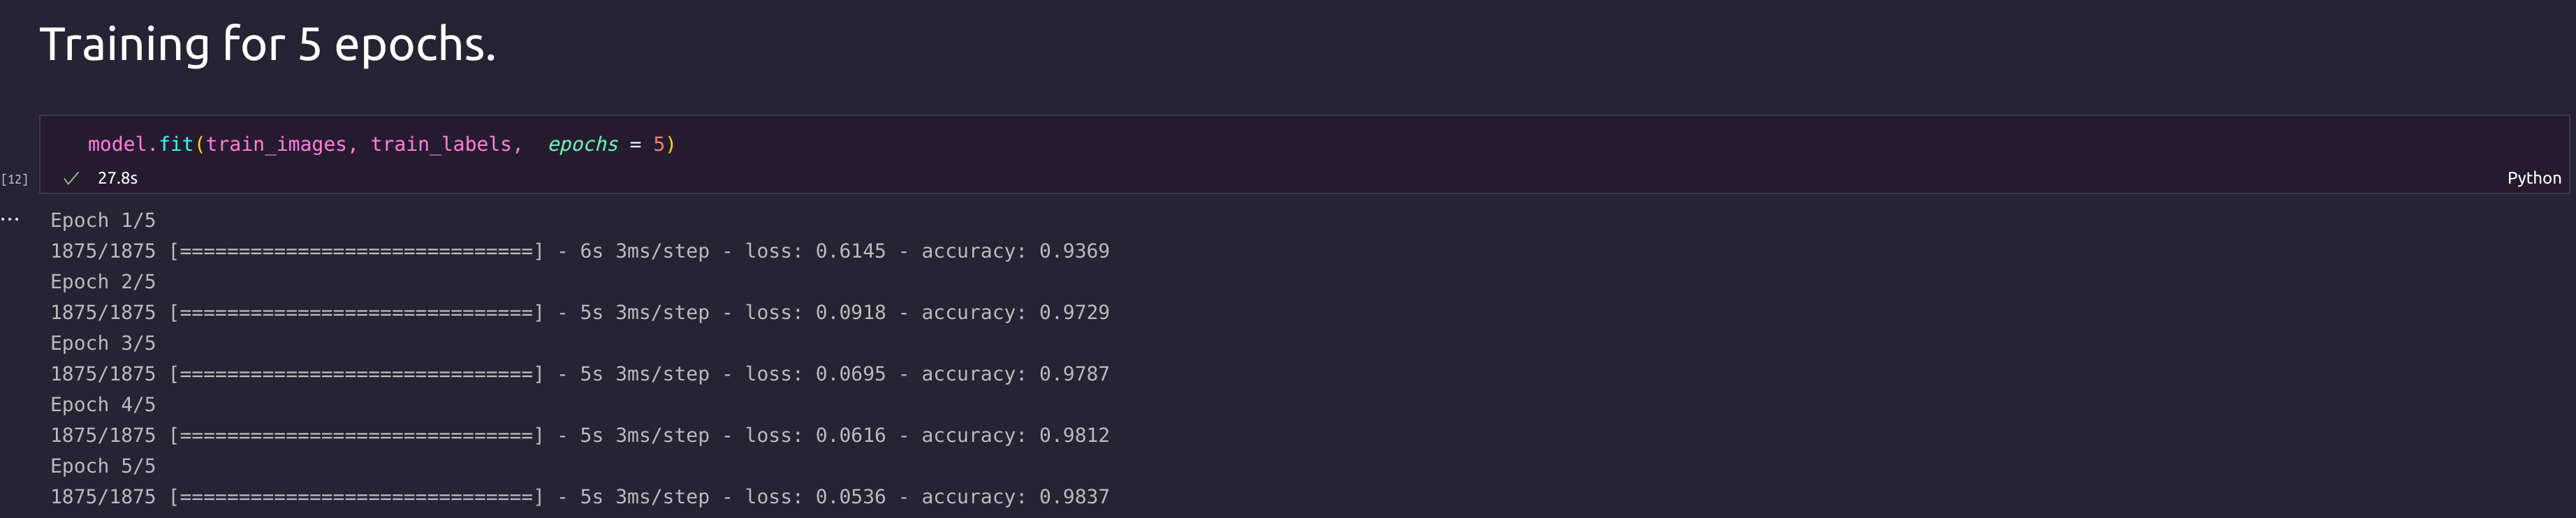 Training for 5 epochs.
model.fit(train_images, train_labels,  epochs = 5)
[12] ✓ 27.8s Python
... Epoch 1/5
1875/1875 [==============================] - 6s 3ms/step - loss: 0.6145 - accuracy: 0.9369
Epoch 2/5
1875/1875 [==============================] - 5s 3ms/step - loss: 0.0918 - accuracy: 0.9729
Epoch 3/5
1875/1875 [==============================] - 5s 3ms/step - loss: 0.0695 - accuracy: 0.9787
Epoch 4/5
1875/1875 [==============================] - 5s 3ms/step - loss: 0.0616 - accuracy: 0.9812
Epoch 5/5
1875/1875 [==============================] - 5s 3ms/step - loss: 0.0536 - accuracy: 0.9837